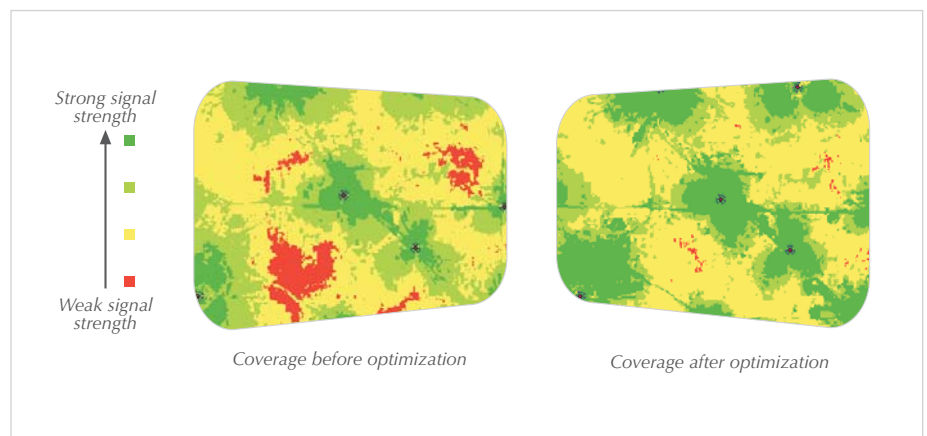 Strong signal
strength
Weak signal
strength
Coverage before optimization
Coverage after optimization